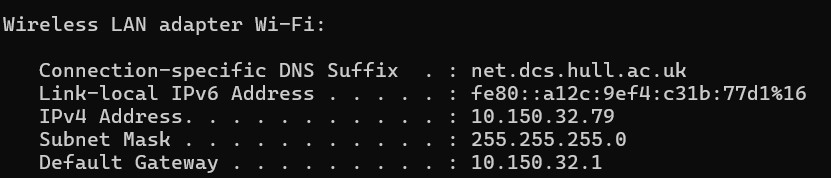 Wireless LAN adapter Wi-Fi:
Connection-specific DNS Suffix  . : net.dcs.hull.ac.uk
Link-local IPv6 Address . . . . . : fe80::a12c:9ef4:c31b:77d1%16
IPv4 Address. . . . . . . . . . . : 10.150.32.79
Subnet Mask . . . . . . . . . . . : 255.255.255.0
Default Gateway . . . . . . . . . : 10.150.32.1